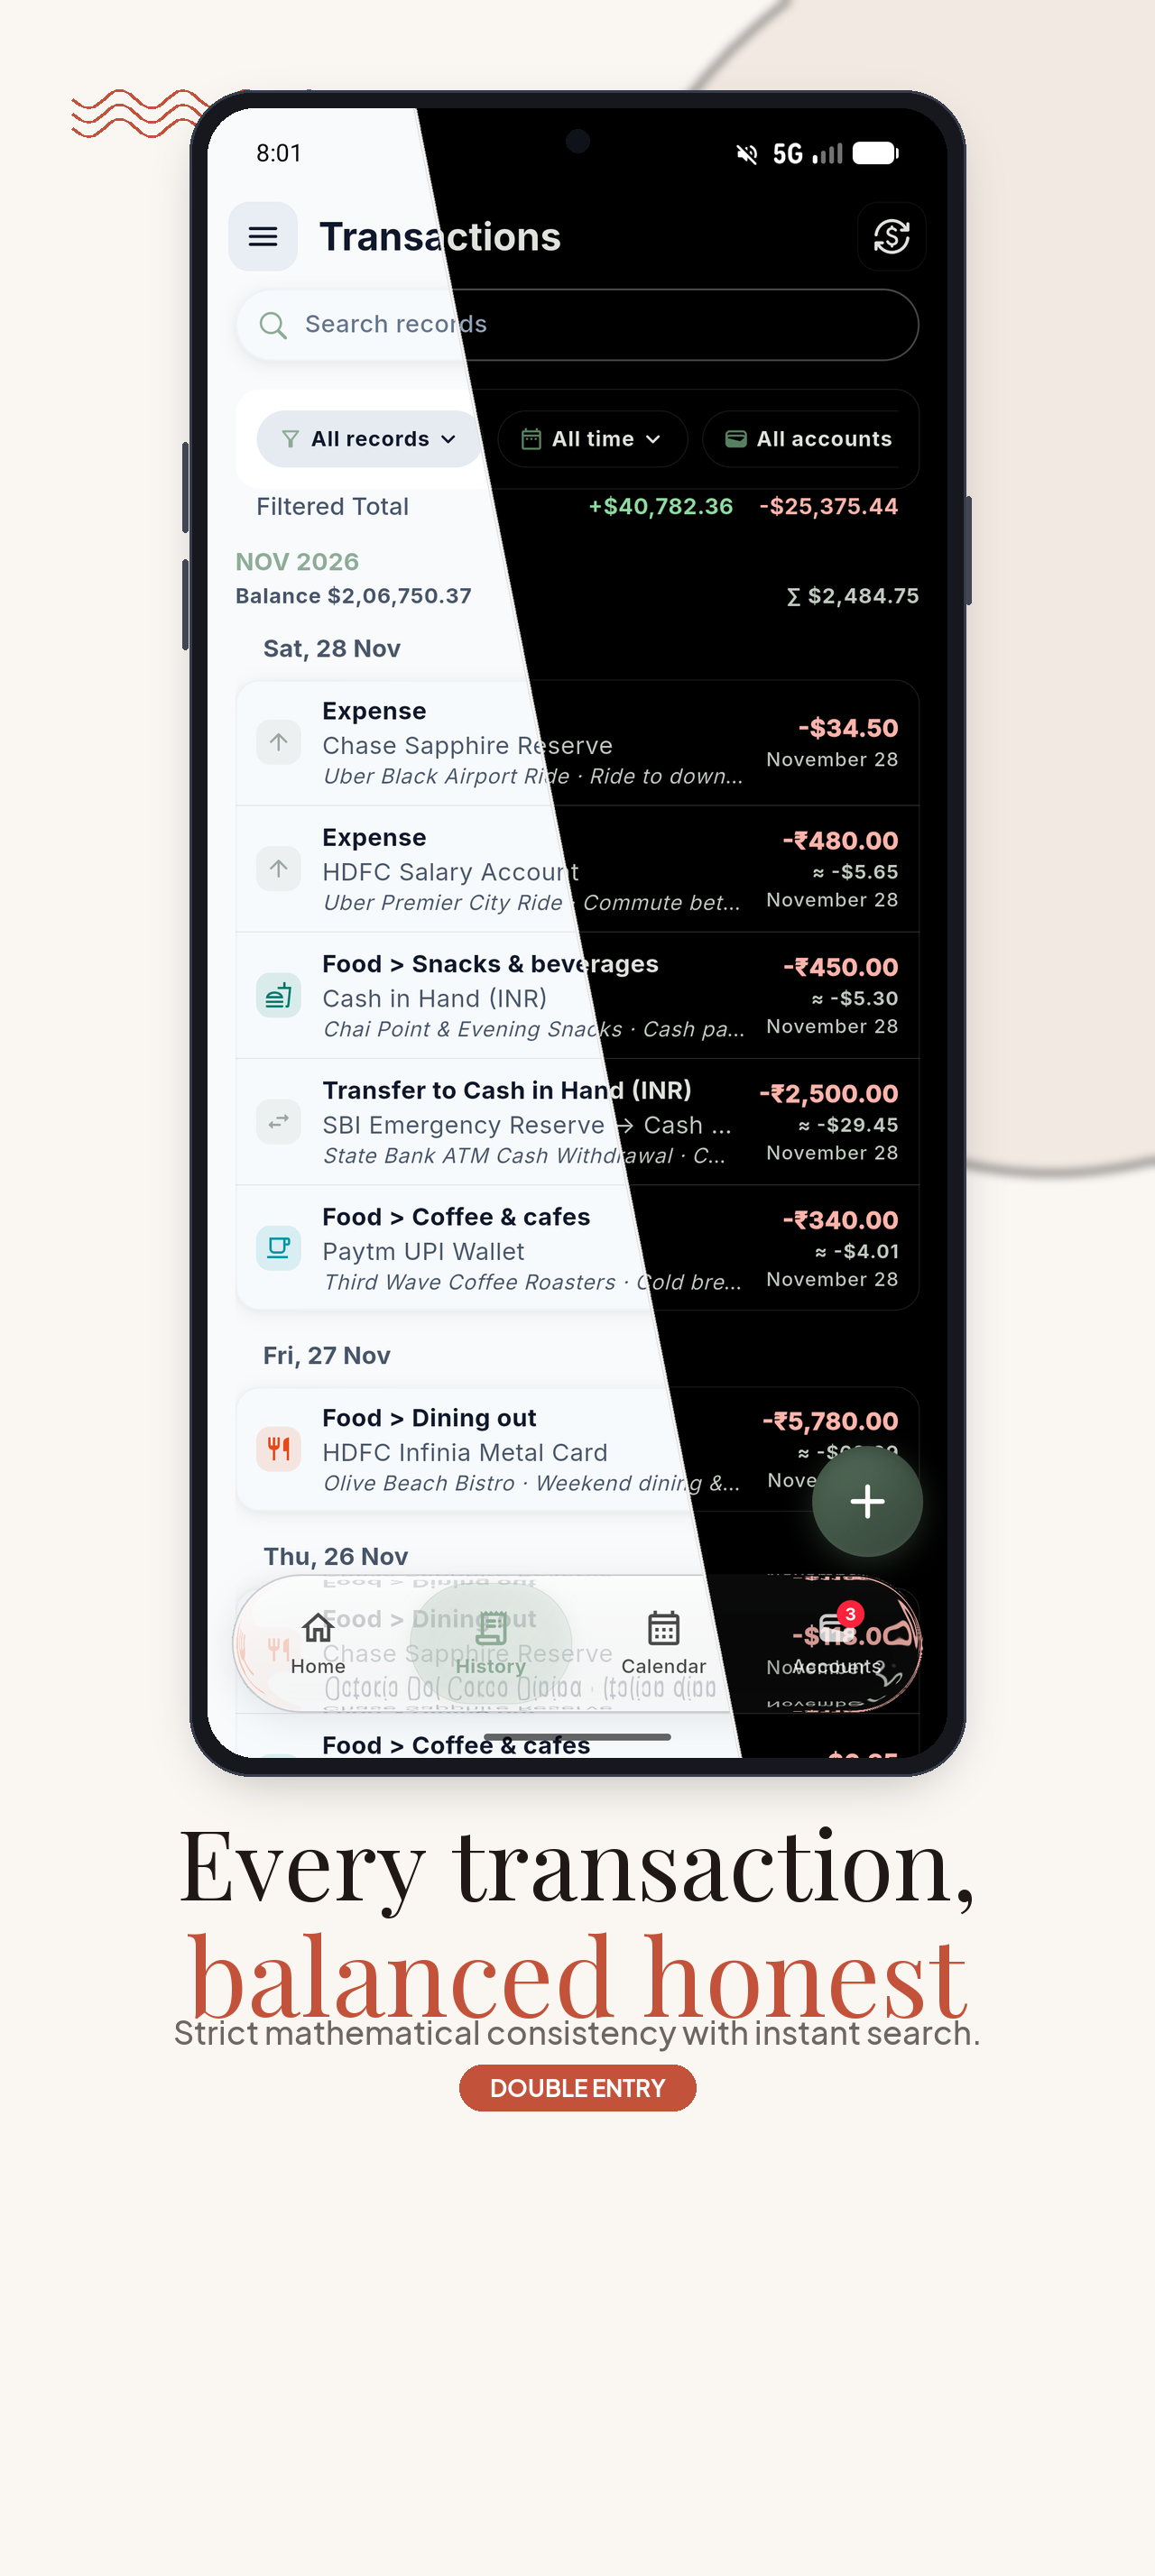 8:01
5G
Transactions
Search records
All records
All time
All accounts
Filtered Total +$40,782.36 -$25,375.44
NOV 2026
Balance $2,06,750.37 Σ $2,484.75
Sat, 28 Nov
Expense
Chase Sapphire Reserve
Uber Black Airport Ride · Ride to down...
-$34.50
November 28
Expense
HDFC Salary Account
Uber Premier City Ride · Commute bet...
-₹480.00
≈ -$5.65
November 28
Food > Snacks & beverages
Cash in Hand (INR)
Chai Point & Evening Snacks · Cash pa...
-₹450.00
≈ -$5.30
November 28
Transfer to Cash in Hand (INR)
SBI Emergency Reserve → Cash ...
State Bank ATM Cash Withdrawal · C...
-₹2,500.00
≈ -$29.45
November 28
Food > Coffee & cafes
Paytm UPI Wallet
Third Wave Coffee Roasters · Cold bre...
-₹340.00
≈ -$4.01
November 28
Fri, 27 Nov
Food > Dining out
HDFC Infinia Metal Card
Olive Beach Bistro · Weekend dining &...
-₹5,780.00
Thu, 26 Nov
Food > Dining out
Chase Sapphire Reserve
Home
History
Calendar
Accounts
3
Food > Coffee & cafes
Every transaction,
balanced honest
Strict mathematical consistency with instant search.
DOUBLE ENTRY